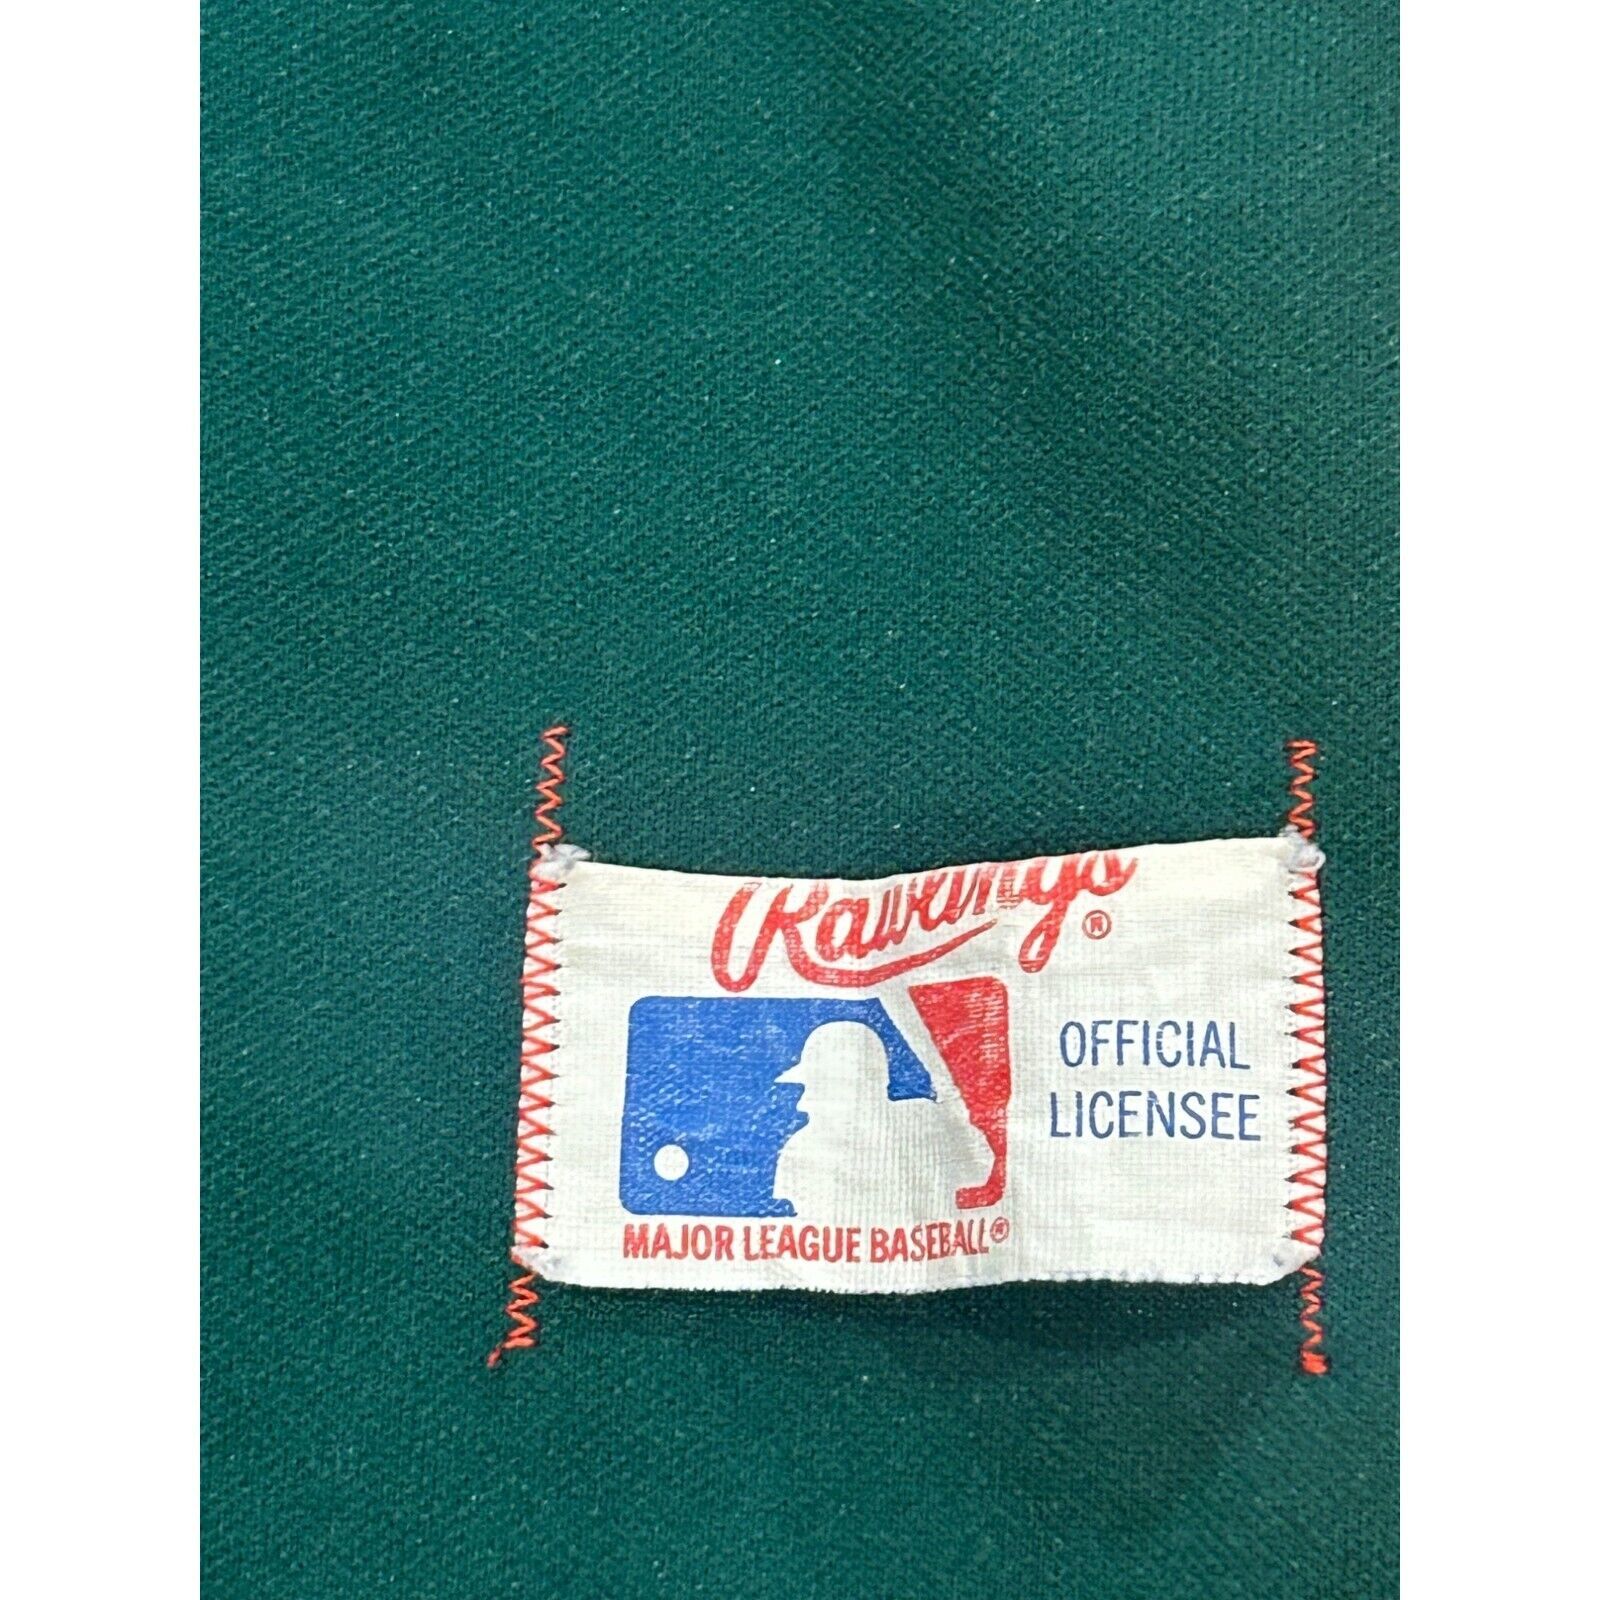 Rawlings®
OFFICIAL
LICENSEE
MAJOR LEAGUE BASEBALL®